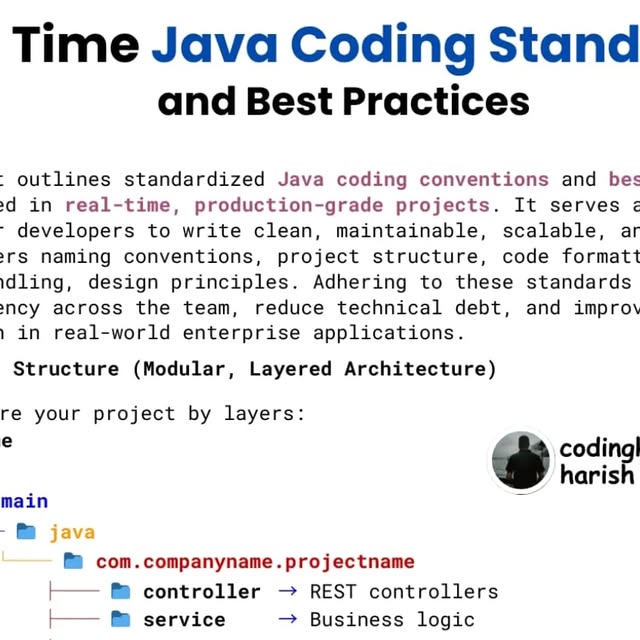 Time Java Coding Stand
and Best Practices
t outlines standardized Java coding conventions and bes
ed in real-time, production-grade projects. It serves a
r developers to write clean, maintainable, scalable, an
ers naming conventions, project structure, code formatt
ndling, design principles. Adhering to these standards
ency across the team, reduce technical debt, and improv
n in real-world enterprise applications.
Structure (Modular, Layered Architecture)
re your project by layers:
me
codingh
harish
main
java
com.companyname.projectname
controller → REST controllers
service → Business logic